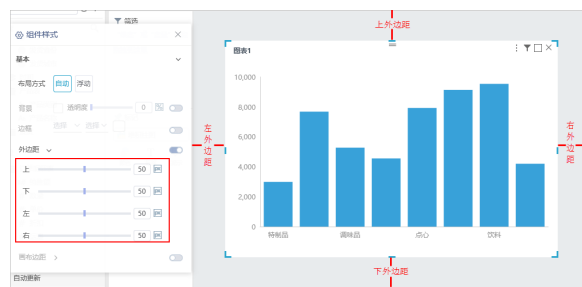 筛选
组件样式
基本
布局方式 自动 浮动
背景 透明度 0
边框 选择 选择
外边距
上 50
下 50
左 50
右 50
画布边距
自动更新
上外边距
图表1
10,000
8,000
6,000
4,000
2,000
0
特制品 调味品 点心 饮料
左外边距
右外边距
下外边距